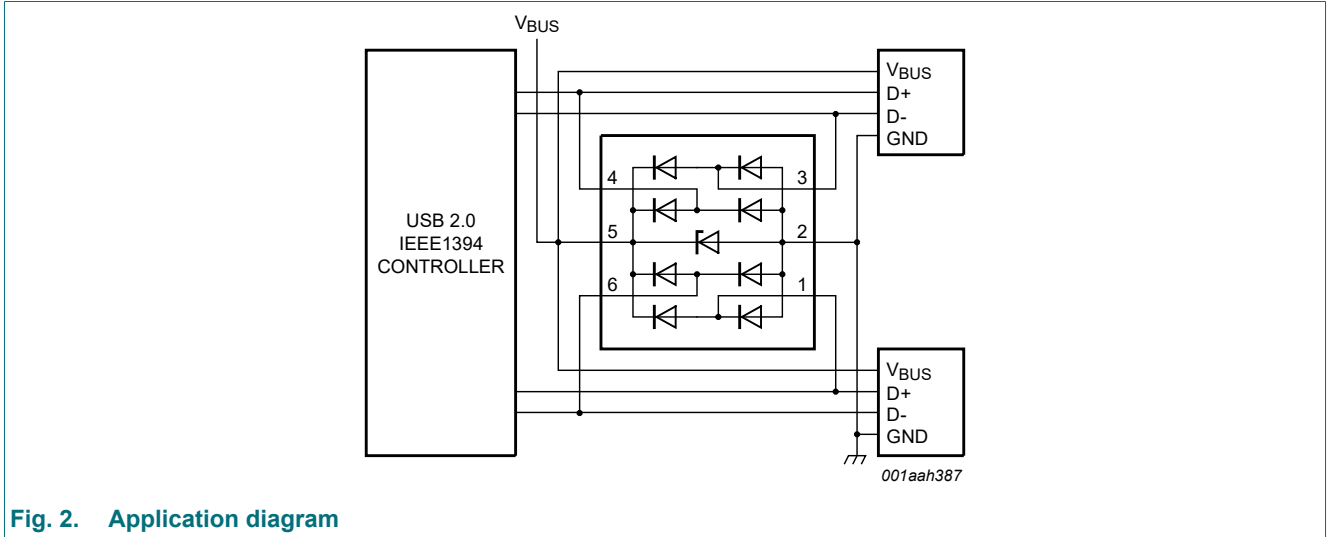 VBUS
USB 2.0
IEEE1394
CONTROLLER
4
5
6
3
2
1
VBUS
D+
D-
GND
VBUS
D+
D-
GND
001aah387
Fig. 2. Application diagram